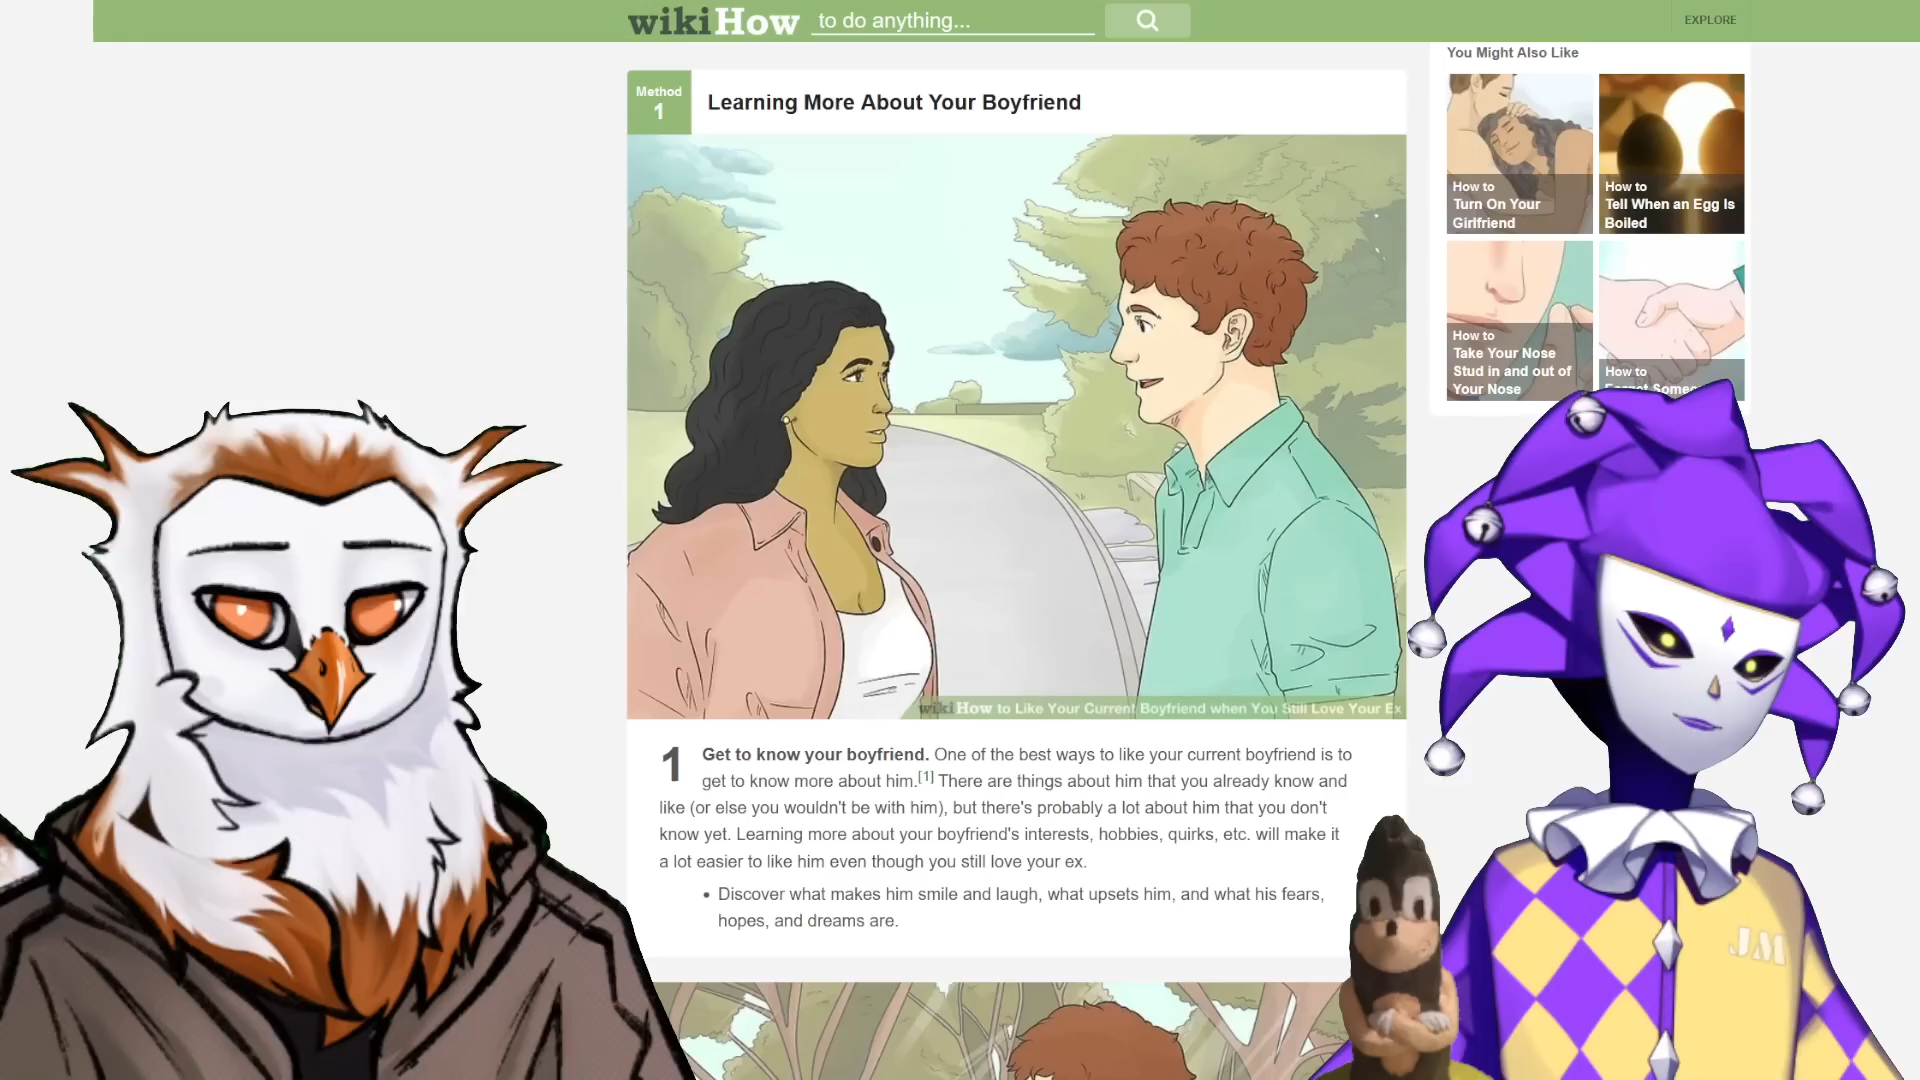 wikiHow to do anything...
EXPLORE
You Might Also Like
Method
1
Learning More About Your Boyfriend
How to
Turn On Your
Girlfriend
How to
Tell When an Egg Is
Boiled
How to
Take Your Nose
Stud in and out of
Your Nose
How to
wikiHow to Like Your Current Boyfriend when You Still Love Your Ex
1
Get to know your boyfriend. One of the best ways to like your current boyfriend is to
get to know more about him.[1] There are things about him that you already know and
like (or else you wouldn't be with him), but there's probably a lot about him that you don't
know yet. Learning more about your boyfriend's interests, hobbies, quirks, etc. will make it
a lot easier to like him even though you still love your ex.
• Discover what makes him smile and laugh, what upsets him, and what his fears,
hopes, and dreams are.
JM